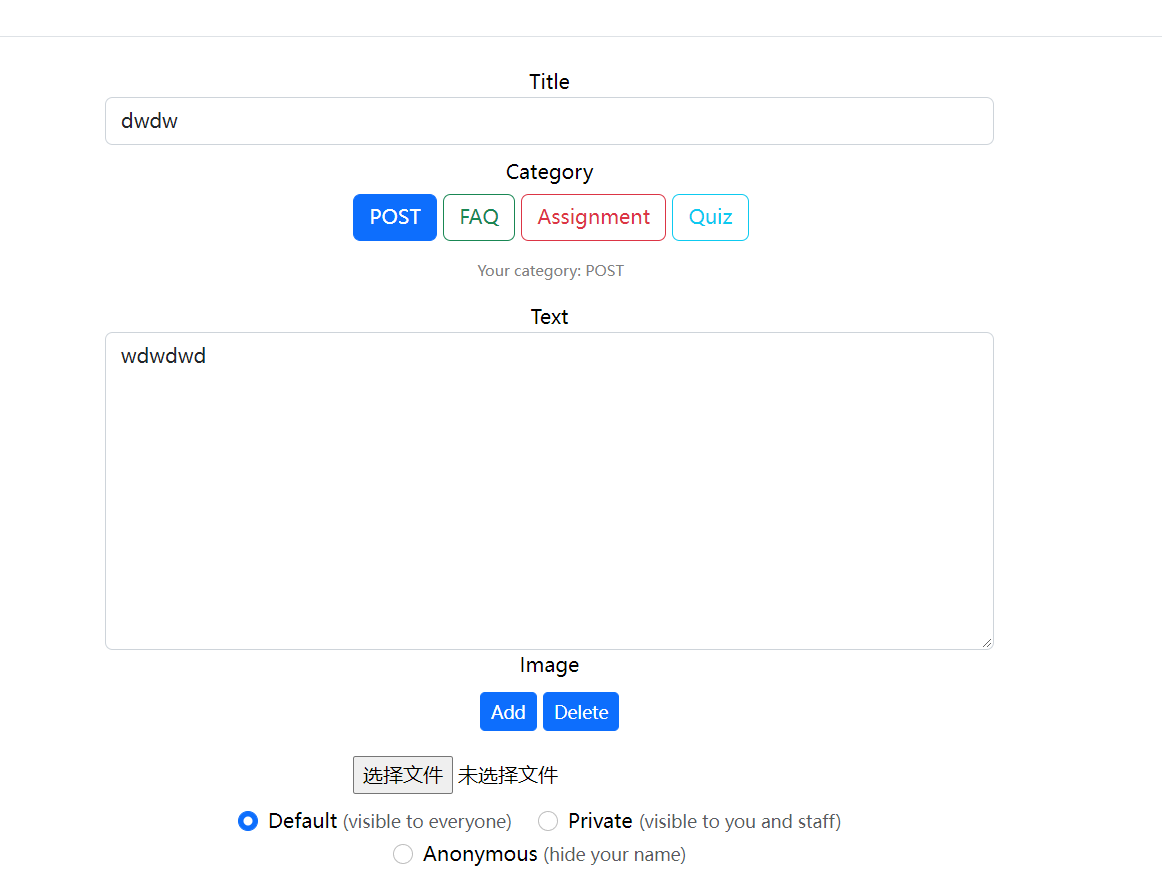 Title
dwdw
Category
POST FAQ Assignment Quiz
Your category: POST
Text
wdwdwd
Image
Add Delete
选择文件 未选择文件
Default (visible to everyone) Private (visible to you and staff)
Anonymous (hide your name)